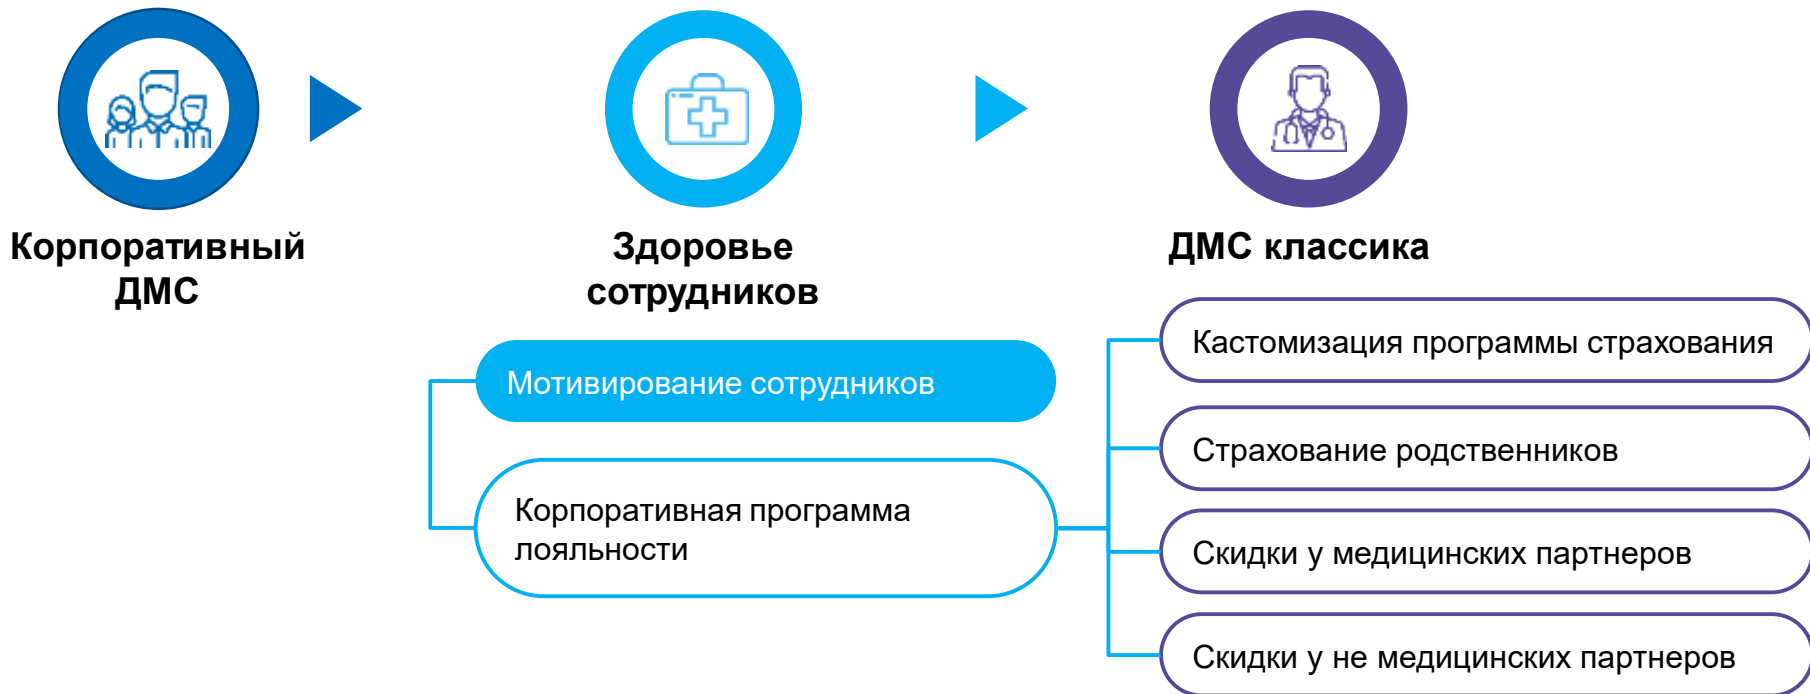 Корпоративный
ДМС
Здоровье
сотрудников
ДМС классика
Мотивирование сотрудников
Корпоративная программа
лояльности
Кастомизация программы страхования
Страхование родственников
Скидки у медицинских партнеров
Скидки у не медицинских партнеров